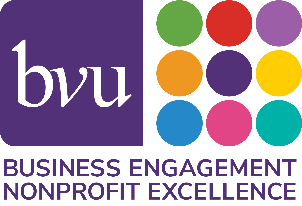 bvu
BUSINESS ENGAGEMENT
NONPROFIT EXCELLENCE